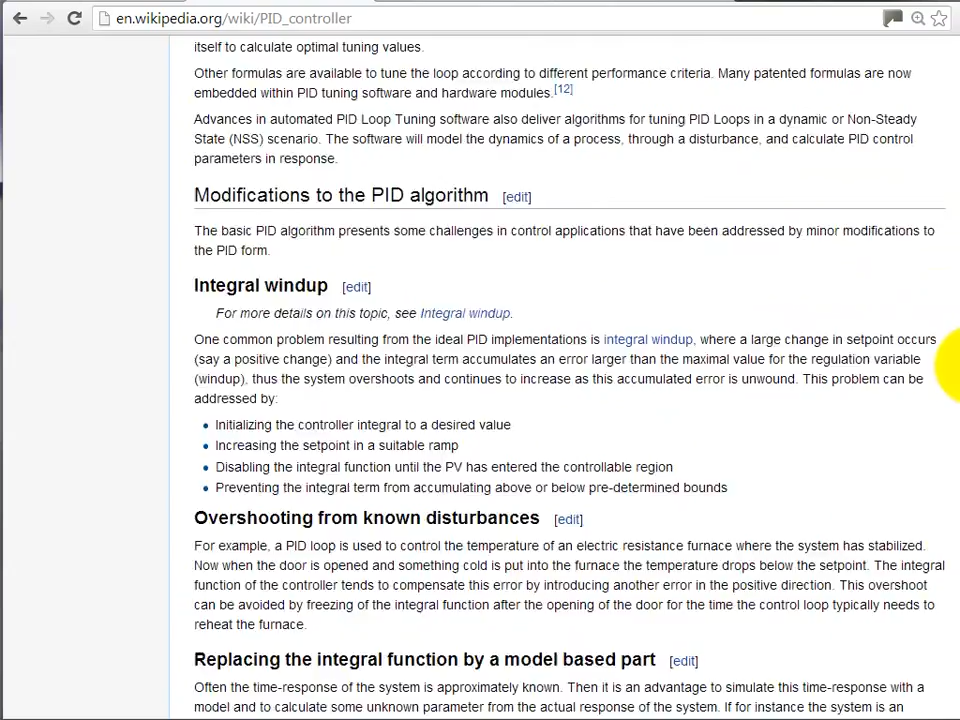 en.wikipedia.org/wiki/PID_controller
itself to calculate optimal tuning values.
Other formulas are available to tune the loop according to different performance criteria. Many patented formulas are now
embedded within PID tuning software and hardware modules.[12]
Advances in automated PID Loop Tuning software also deliver algorithms for tuning PID Loops in a dynamic or Non-Steady
State (NSS) scenario. The software will model the dynamics of a process, through a disturbance, and calculate PID control
parameters in response.
Modifications to the PID algorithm [edit]
The basic PID algorithm presents some challenges in control applications that have been addressed by minor modifications to
the PID form.
Integral windup [edit]
For more details on this topic, see Integral windup.
One common problem resulting from the ideal PID implementations is integral windup, where a large change in setpoint occurs
(say a positive change) and the integral term accumulates an error larger than the maximal value for the regulation variable
(windup), thus the system overshoots and continues to increase as this accumulated error is unwound. This problem can be
addressed by:
• Initializing the controller integral to a desired value
• Increasing the setpoint in a suitable ramp
• Disabling the integral function until the PV has entered the controllable region
• Preventing the integral term from accumulating above or below pre-determined bounds
Overshooting from known disturbances [edit]
For example, a PID loop is used to control the temperature of an electric resistance furnace where the system has stabilized.
Now when the door is opened and something cold is put into the furnace the temperature drops below the setpoint. The integral
function of the controller tends to compensate this error by introducing another error in the positive direction. This overshoot
can be avoided by freezing of the integral function after the opening of the door for the time the control loop typically needs to
reheat the furnace.
Replacing the integral function by a model based part [edit]
Often the time-response of the system is approximately known. Then it is an advantage to simulate this time-response with a
model and to calculate some unknown parameter from the actual response of the system. If for instance the system is an